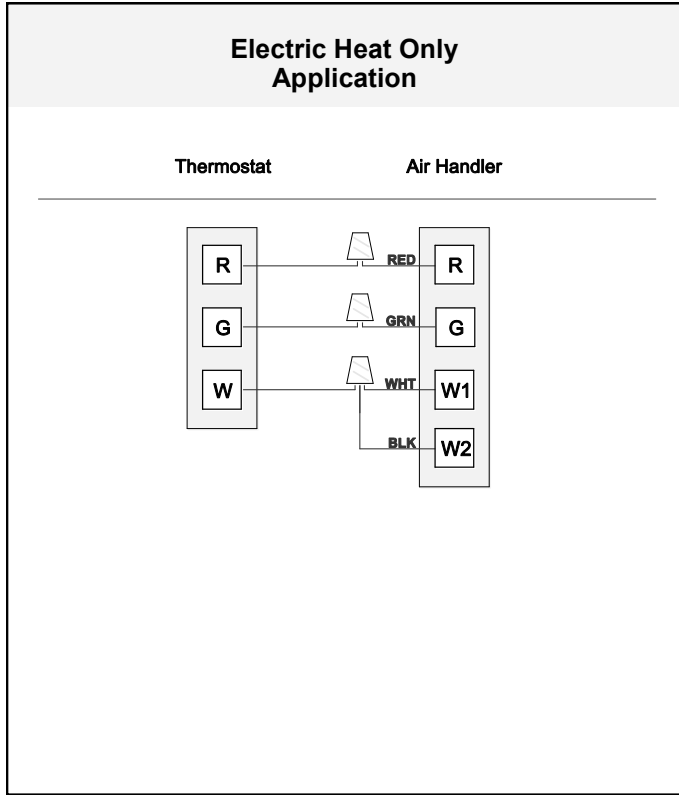 Electric Heat Only
Application
Thermostat Air Handler
R RED R
G GRN G
W WHT W1
BLK W2